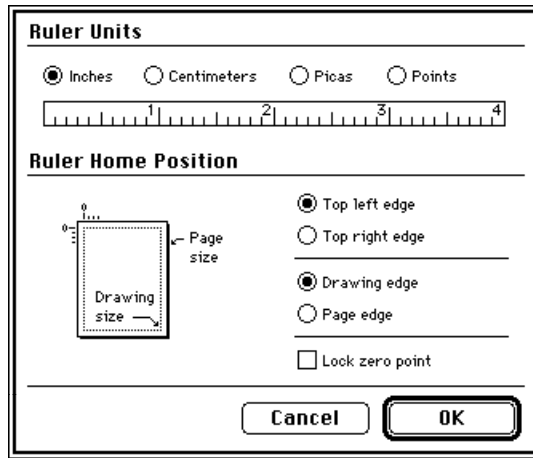 Ruler Units
Inches Centimeters Picas Points
1 2 3 4
Ruler Home Position
0
0
Page
size
Drawing
size
Top left edge
Top right edge
Drawing edge
Page edge
Lock zero point
Cancel OK